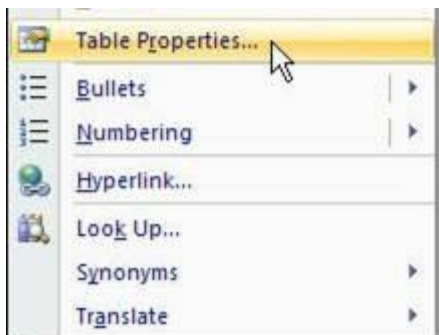 Table Properties...
Bullets
Numbering
Hyperlink...
Look Up...
Synonyms
Translate